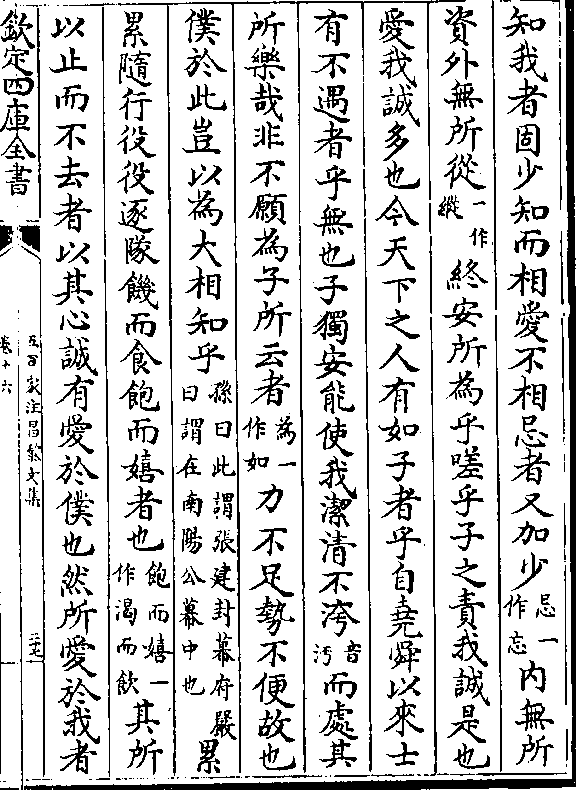 知我者固少知而相愛不相忌者又加少忌一作忘内無所
資外無所從一作縱終安所為乎嗟乎子之責我誠是也
愛我誠多也今天下之人有如子者乎自堯舜以來士
有不遇者乎無也子獨安能使我潔清不洿音汚而處其
所樂哉非不願為子所云者為一作如力不足勢不便故也
僕於此豈以為大相知乎孫曰此謂張建封幕府嚴曰謂在南陽公幕中也累
累隨行役役逐隊饑而食飽而嬉者也飽而嬉一作渴而飲其所
以止而不去者以其心誠有愛於僕也然所愛於我者
欽定四庫全書
五百家注昌黎文集
卷十六